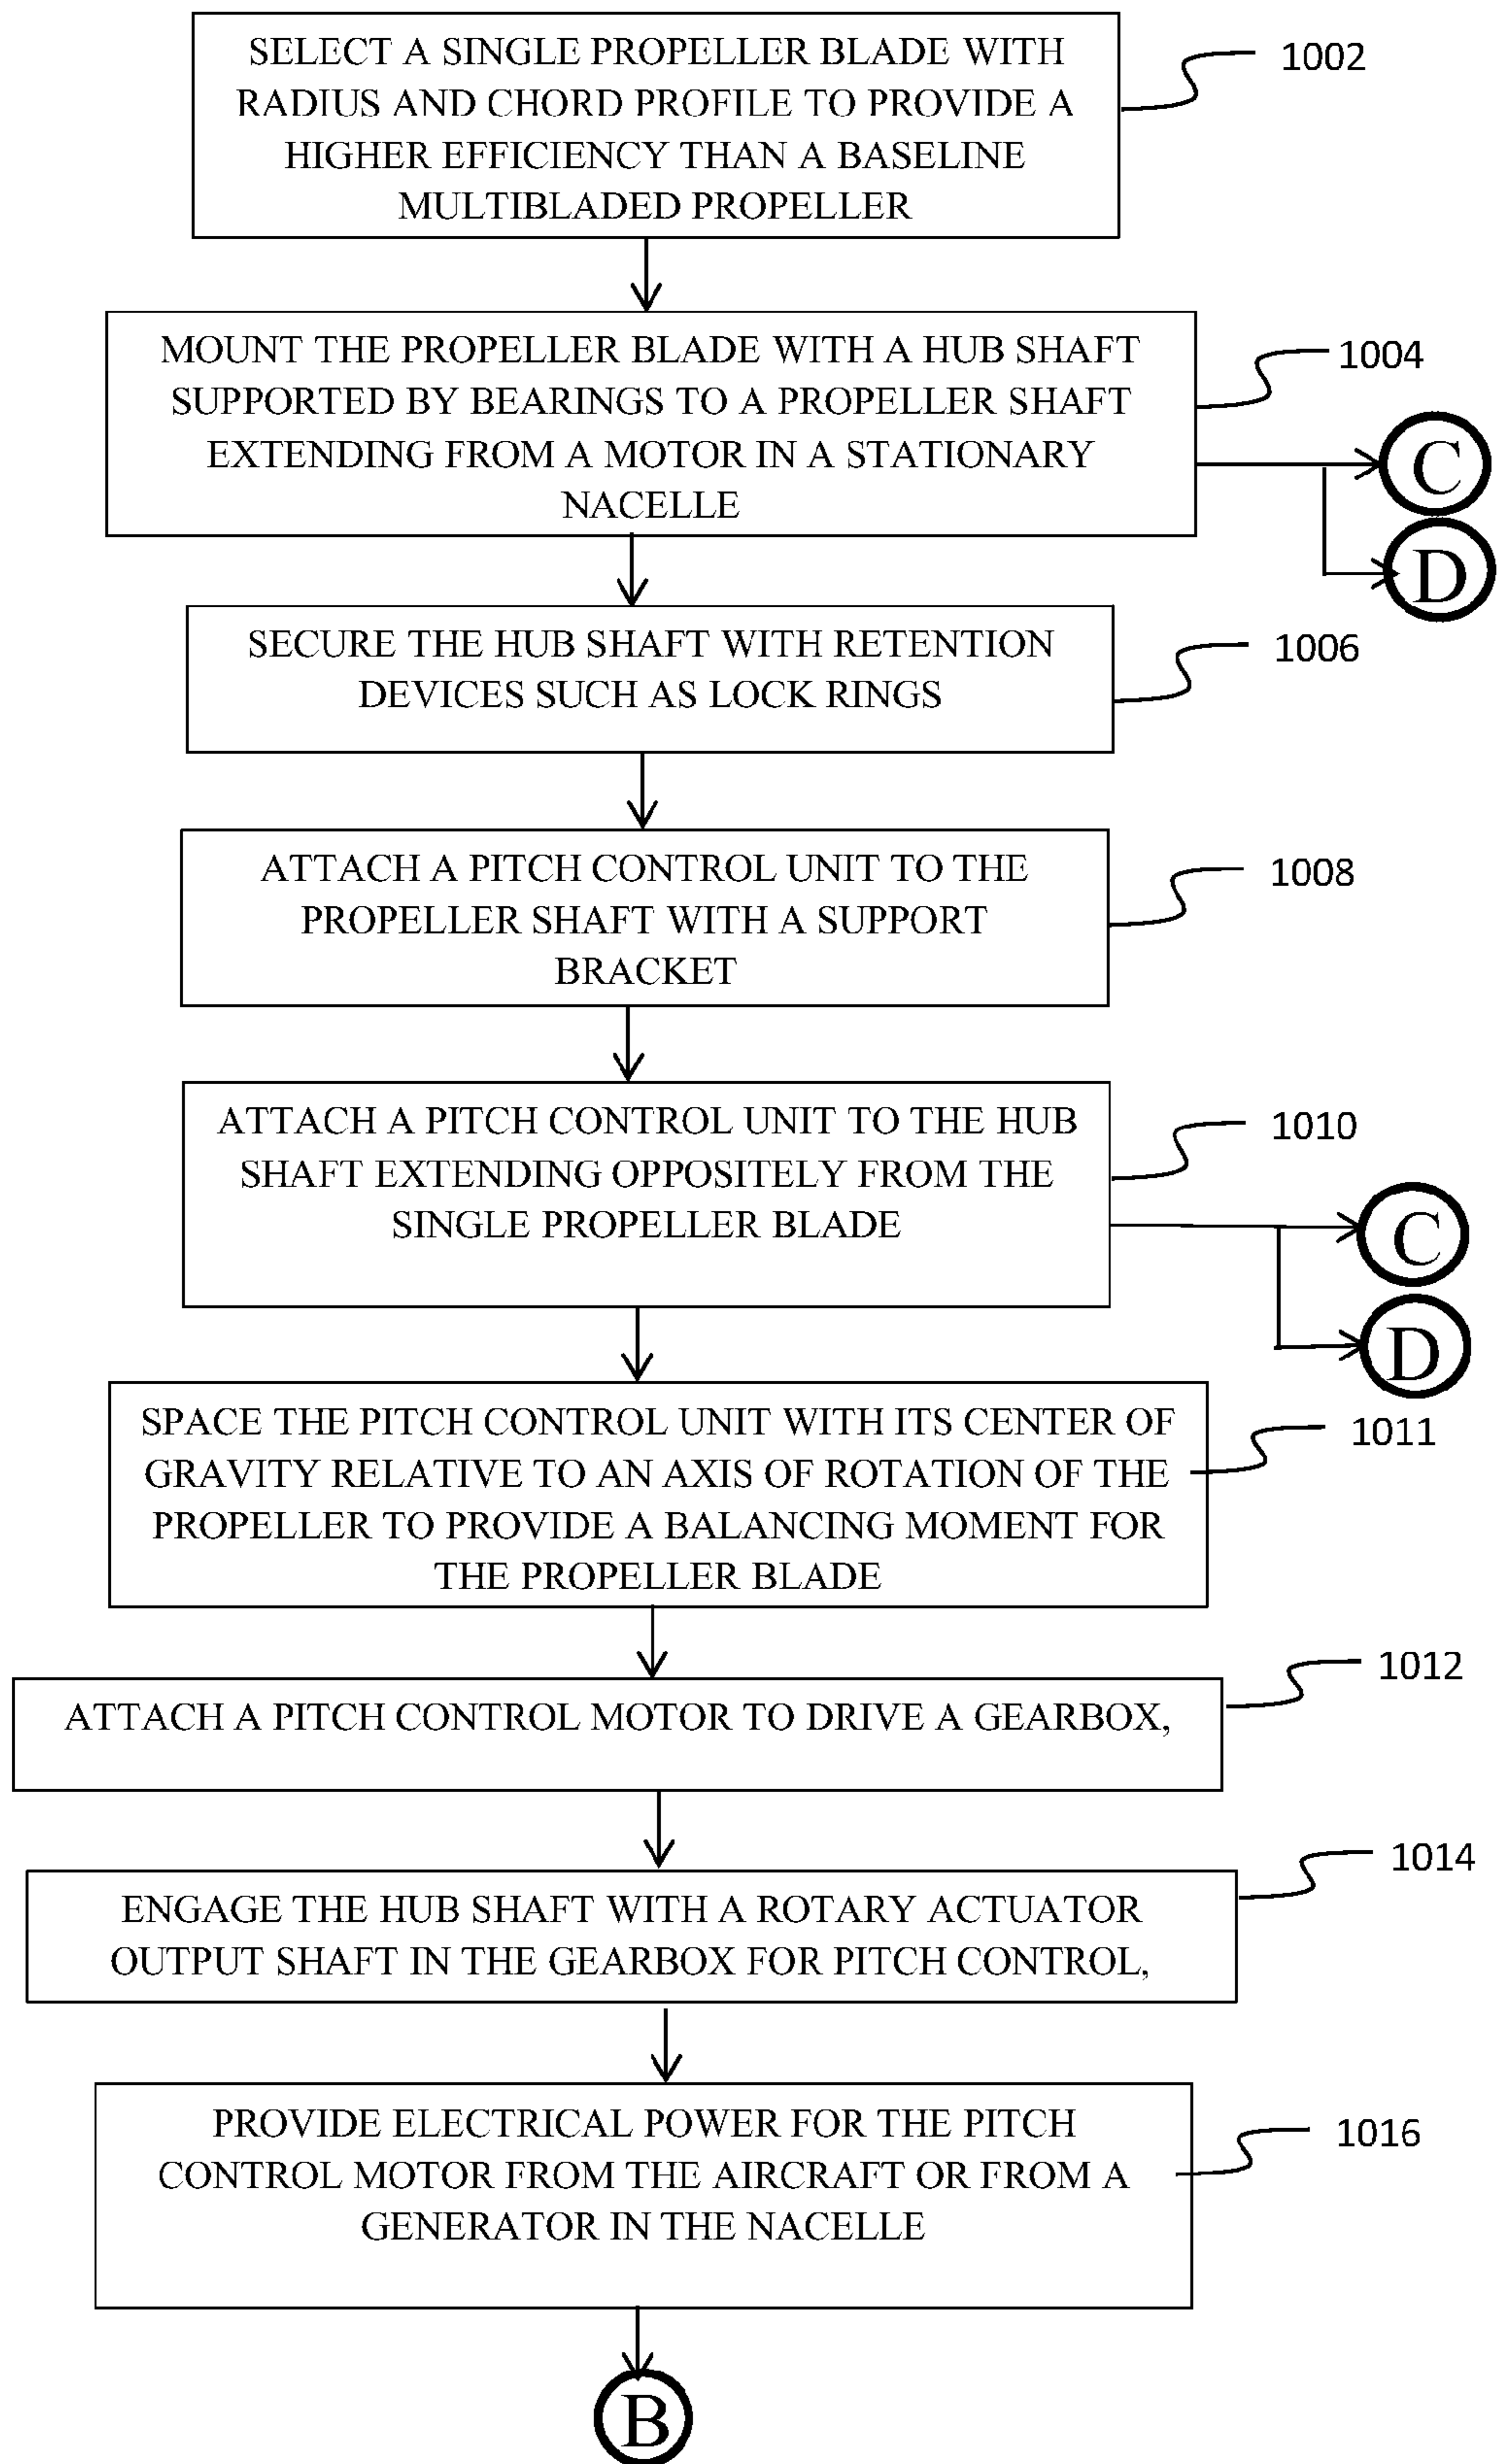 SELECT A SINGLE PROPELLER BLADE WITH
RADIUS AND CHORD PROFILE TO PROVIDE A
HIGHER EFFICIENCY THAN A BASELINE
MULTIBLADED PROPELLER
1002
MOUNT THE PROPELLER BLADE WITH A HUB SHAFT
SUPPORTED BY BEARINGS TO A PROPELLER SHAFT
EXTENDING FROM A MOTOR IN A STATIONARY
NACELLE
1004
C
D
SECURE THE HUB SHAFT WITH RETENTION
DEVICES SUCH AS LOCK RINGS
1006
ATTACH A PITCH CONTROL UNIT TO THE
PROPELLER SHAFT WITH A SUPPORT
BRACKET
1008
ATTACH A PITCH CONTROL UNIT TO THE HUB
SHAFT EXTENDING OPPOSITELY FROM THE
SINGLE PROPELLER BLADE
1010
C
D
SPACE THE PITCH CONTROL UNIT WITH ITS CENTER OF
GRAVITY RELATIVE TO AN AXIS OF ROTATION OF THE
PROPELLER TO PROVIDE A BALANCING MOMENT FOR
THE PROPELLER BLADE
1011
ATTACH A PITCH CONTROL MOTOR TO DRIVE A GEARBOX,
1012
ENGAGE THE HUB SHAFT WITH A ROTARY ACTUATOR
OUTPUT SHAFT IN THE GEARBOX FOR PITCH CONTROL,
1014
PROVIDE ELECTRICAL POWER FOR THE PITCH
CONTROL MOTOR FROM THE AIRCRAFT OR FROM A
GENERATOR IN THE NACELLE
1016
B